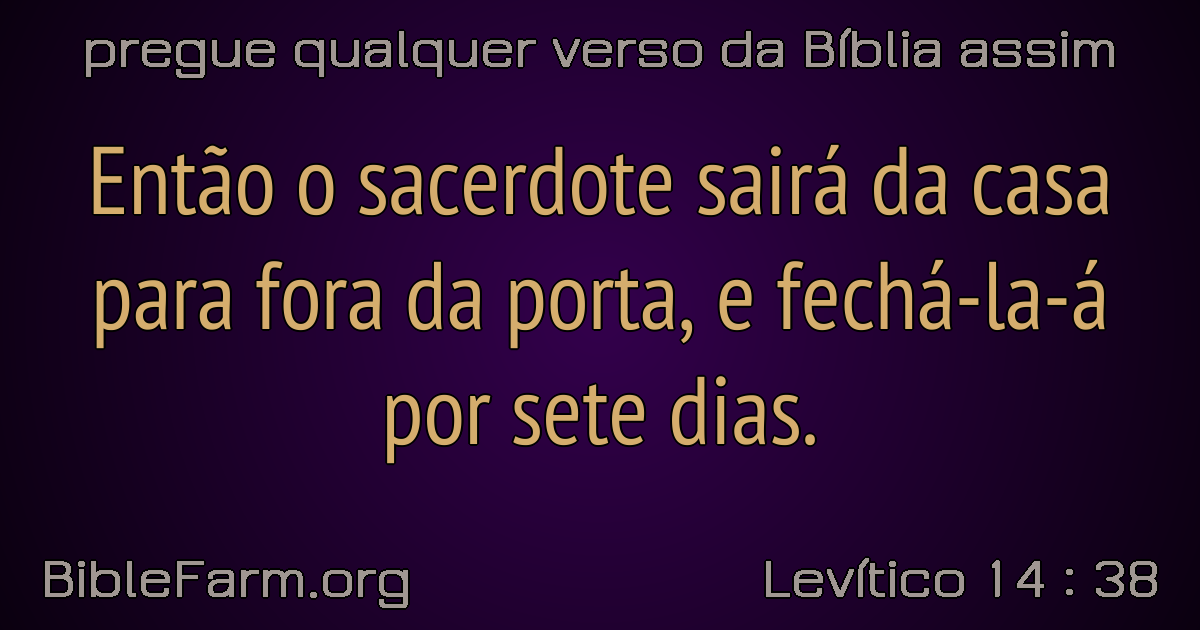 pregue qualquer verso da Bíblia assim
Então o sacerdote sairá da casa
para fora da porta, e fechá-la-á
por sete dias.
BibleFarm.org
Levítico 14 : 38